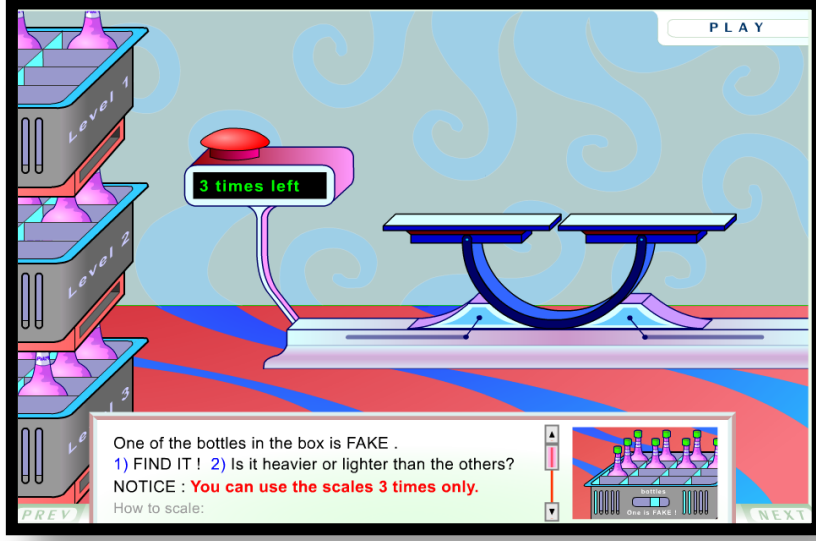 PLAY
Level 1
3 times left
Level 2
Level 3
One of the bottles in the box is FAKE .
1) FIND IT ! 2) Is it heavier or lighter than the others?
NOTICE : You can use the scales 3 times only.
How to scale:
bottles
One is FAKE !
PREV
NEXT